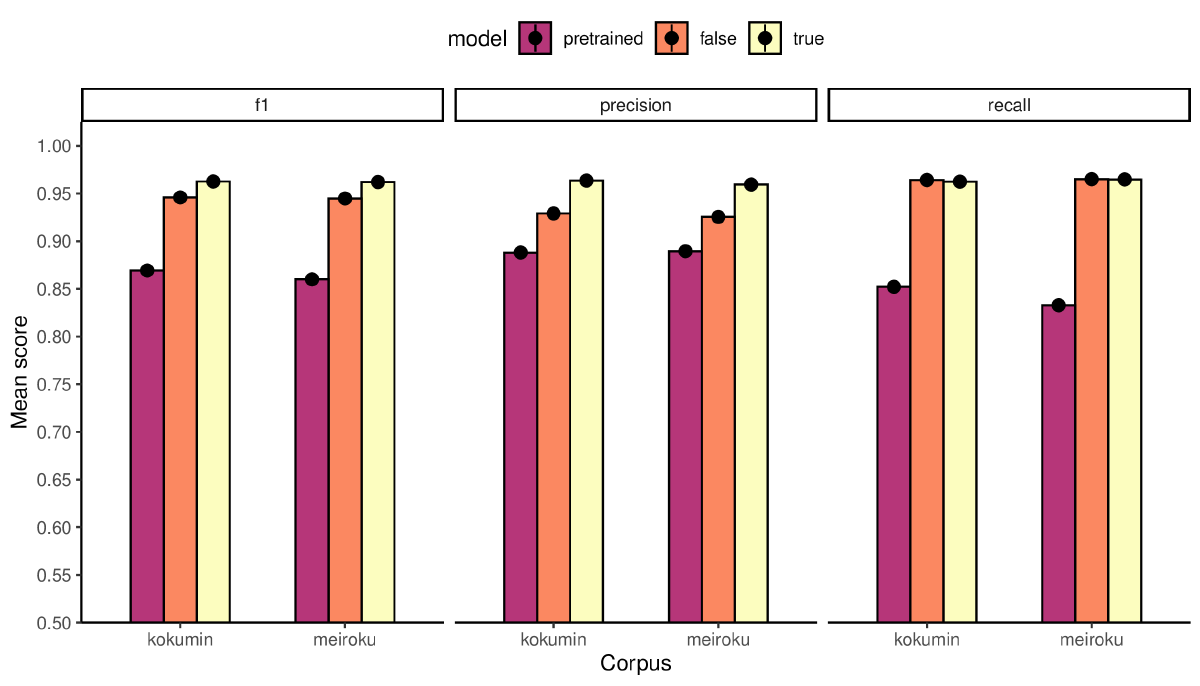 model pretrained false true
f1 precision recall
Mean score
1.00
0.95
0.90
0.85
0.80
0.75
0.70
0.65
0.60
0.55
0.50
kokumin meiroku kokumin meiroku kokumin meiroku
Corpus